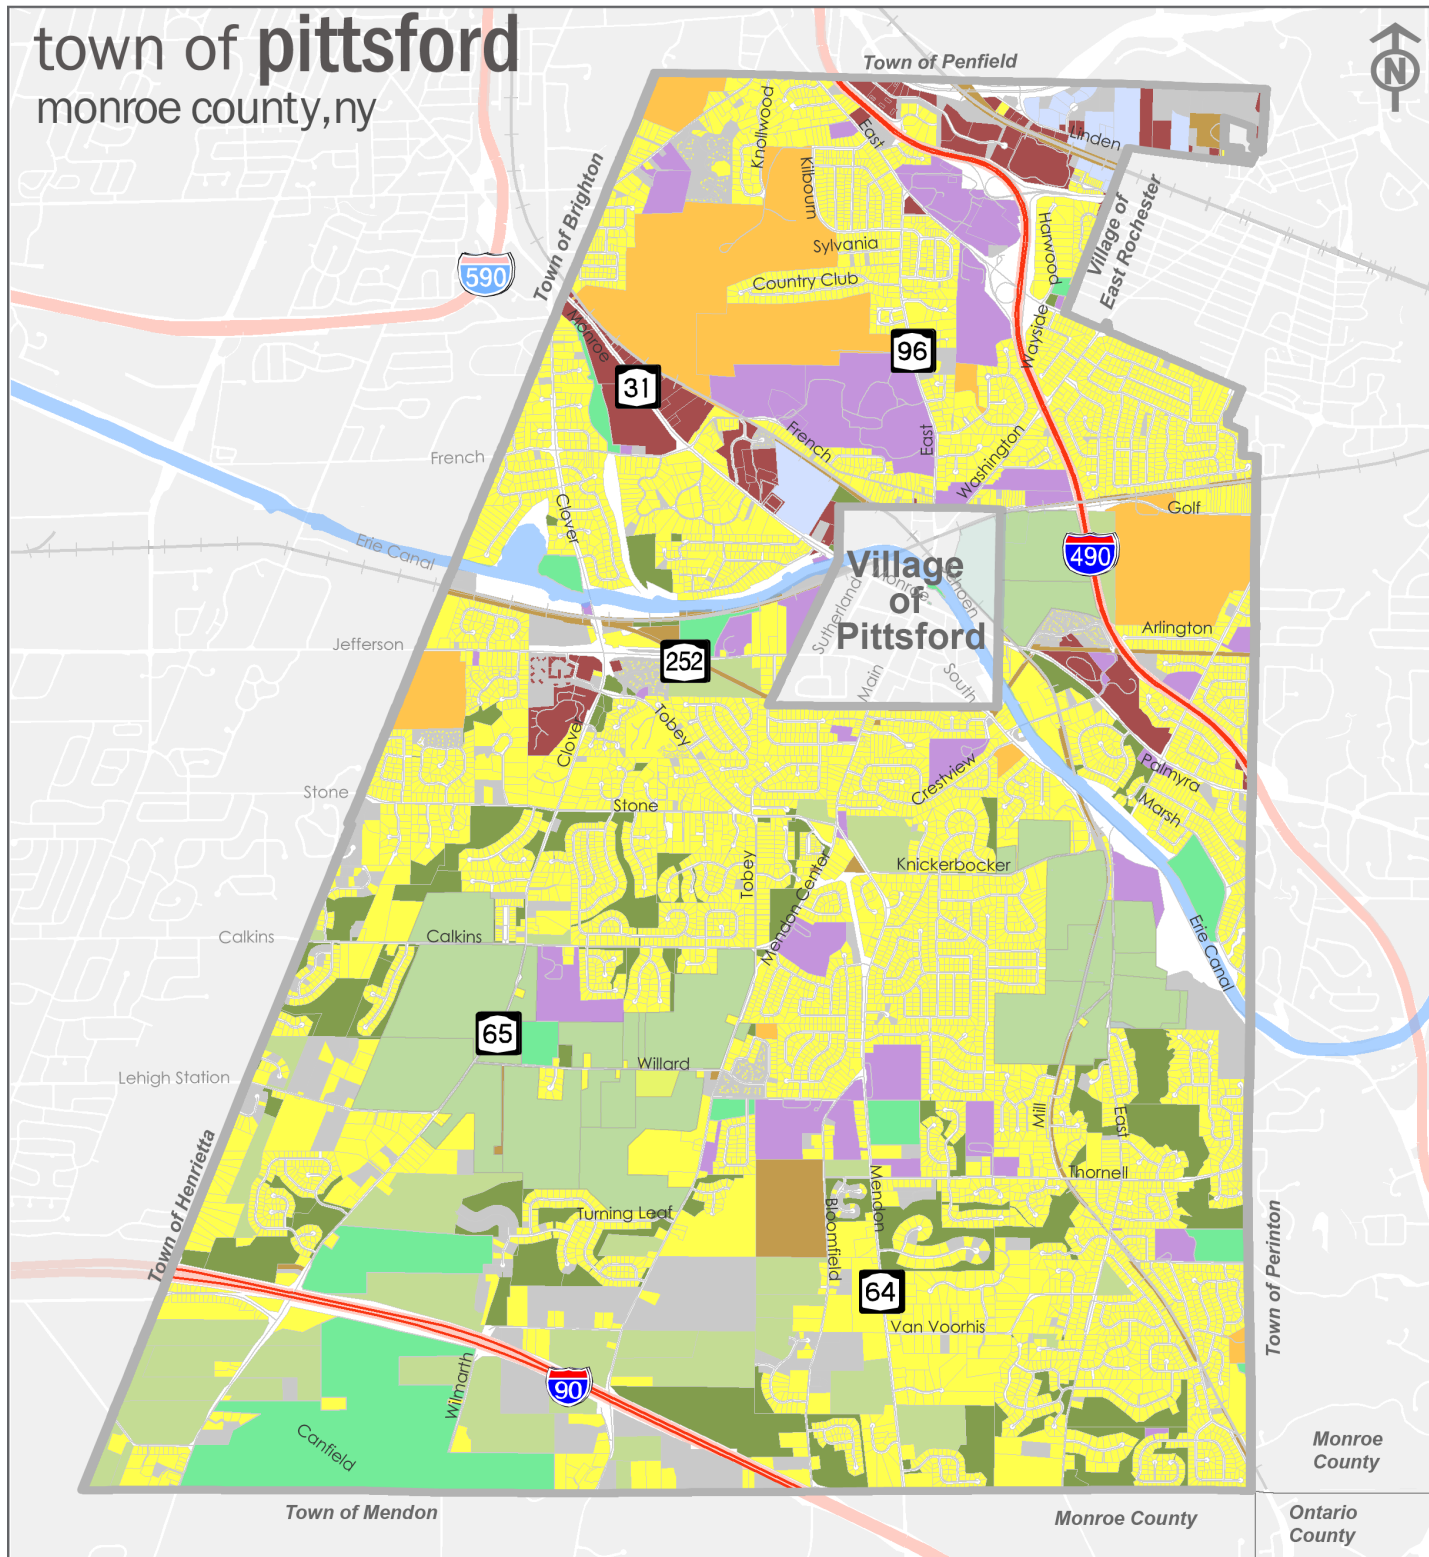 town of pittsford
monroe county,ny
N
Town of Penfield
Town of Brighton
Knollwood
Kilbourn
East
Linden
Village of
East Rochester
Harwood
Sylvania
Country Club
590
Monroe
31
96
Wayside
French
East
Washington
French
Clover
Golf
490
Erie Canal
Village
of
Pittsford
Sutherland
Monroe
Schoen
Main
South
Jefferson
252
Arlington
Tobey
Clover
Crestview
Palmyra
Marsh
Stone
Stone
Tobey
Mendon Center
Knickerbocker
Calkins
Calkins
Erie Canal
65
Willard
Lehigh Station
Mill
East
Thornell
Town of Henrietta
Turning Leaf
Bloomfield
Mendon
Town of Perinton
64
Van Voorhis
90
Wilmarth
Canfield
Monroe
County
Town of Mendon
Monroe County
Ontario
County